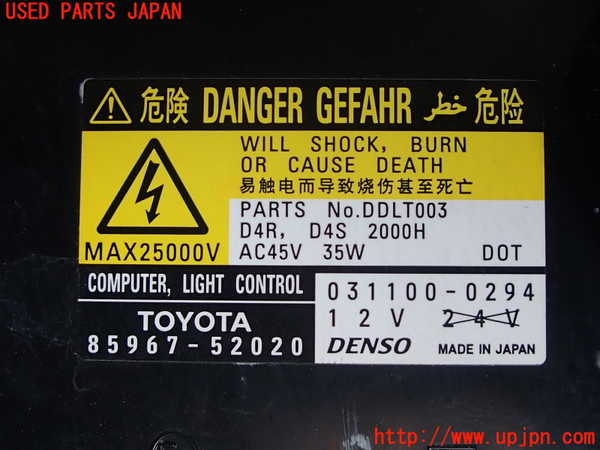 USED PARTS JAPAN
危険 DANGER GEFAHR خطر 危险
WILL SHOCK, BURN
OR CAUSE DEATH
易触电而导致烧伤甚至死亡
MAX25000V
PARTS No.DDLT003
D4R, D4S 2000H
AC45V 35W DOT
COMPUTER, LIGHT CONTROL
TOYOTA
85967-52020
031100-0294
12V 24V
DENSO MADE IN JAPAN
http://www.upjpn.com/